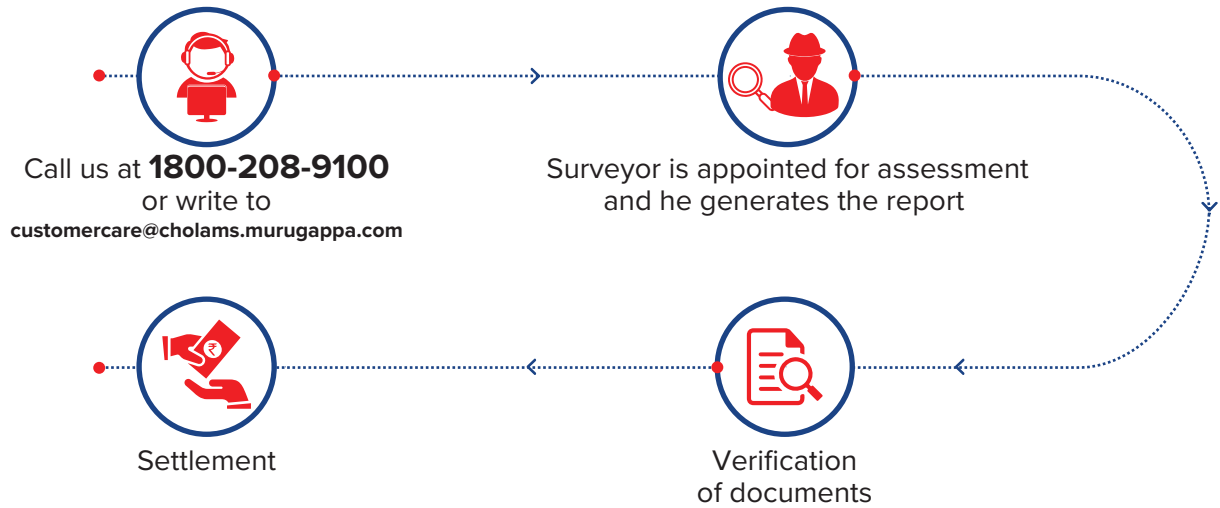 Call us at 1800-208-9100
or write to
customercare@cholams.murugappa.com
Surveyor is appointed for assessment
and he generates the report
₹
Verification
of documents
Settlement